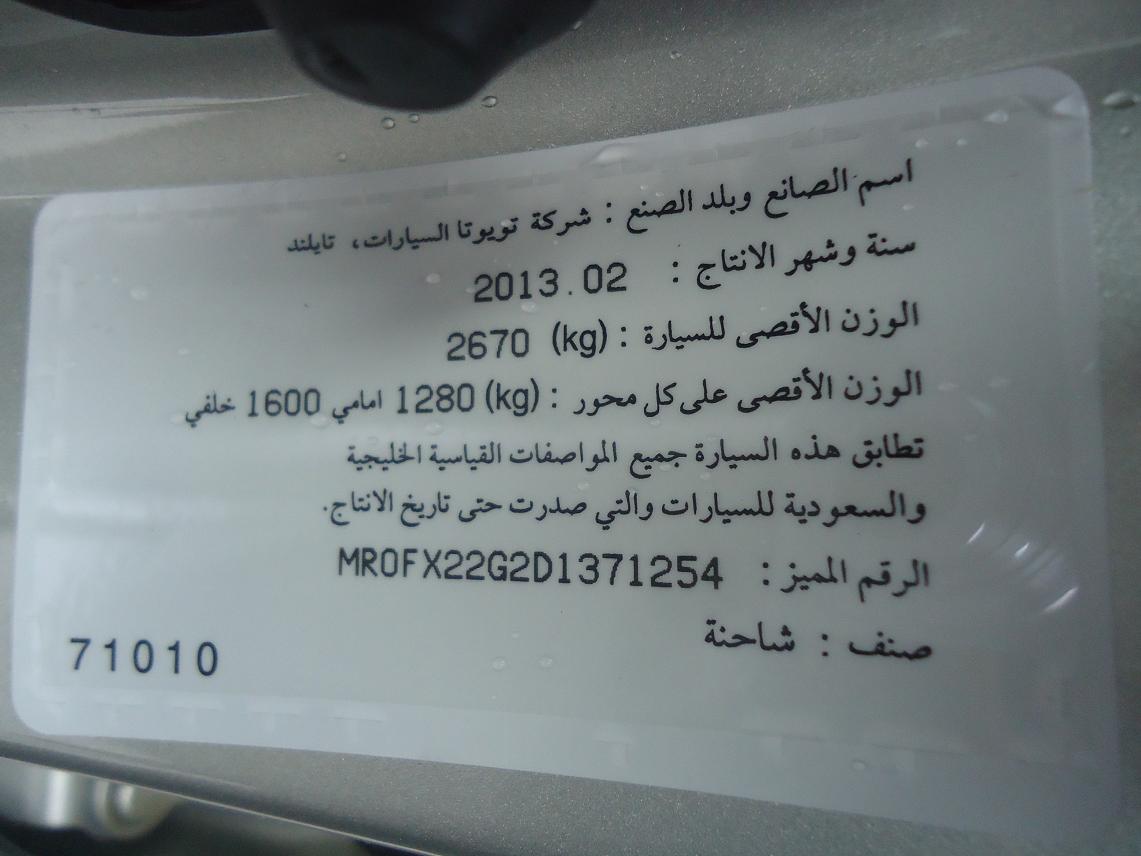 اسم الصانع وبلد الصنع : شركة تويوتا السيارات، تايلند
سنة وشهر الانتاج : 2013.02
الوزن الأقصى للسيارة : (kg) 2670
الوزن الأقصى على كل محور : (kg) 1280 امامي 1600 خلفي
تطابق هذه السيارة جميع المواصفات القياسية الخليجية
والسعودية للسيارات والتي صدرت حتى تاريخ الانتاج.
الرقم المميز : MR0FX22G2D1371254
صنف : شاحنة
71010